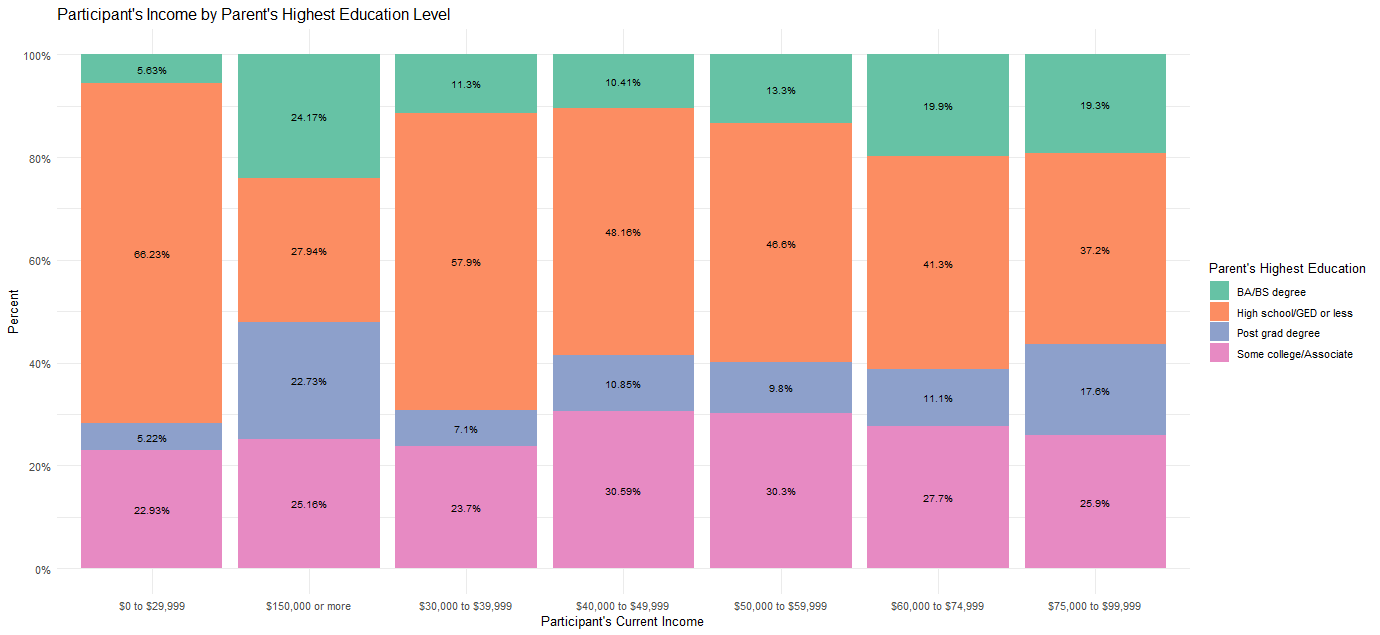 Participant's Income by Parent's Highest Education Level
100%
80%
60%
40%
20%
0%
Percent
5.63%
24.17%
11.3%
10.41%
13.3%
19.9%
19.3%
66.23%
27.94%
57.9%
48.16%
46.6%
41.3%
37.2%
5.22%
22.73%
7.1%
10.85%
9.8%
11.1%
17.6%
22.93%
25.16%
23.7%
30.59%
30.3%
27.7%
25.9%
$0 to $29,999
$150,000 or more
$30,000 to $39,999
$40,000 to $49,999
$50,000 to $59,999
$60,000 to $74,999
$75,000 to $99,999
Participant's Current Income
Parent's Highest Education
BA/BS degree
High school/GED or less
Post grad degree
Some college/Associate